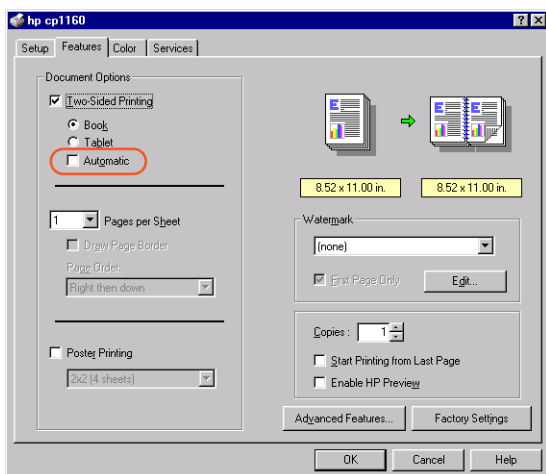 hp cp1160
Setup Features Color Services
Document Options
Two-Sided Printing
Book
Tablet
Automatic
1 Pages per Sheet
Draw Page Border
Page Order:
Right then down
Poster Printing
2x2 (4 sheets)
8.52 x 11.00 in. 8.52 x 11.00 in.
Watermark
(none)
First Page Only Edit...
Copies : 1
Start Printing from Last Page
Enable HP Preview
Advanced Features... Factory Settings
OK Cancel Help